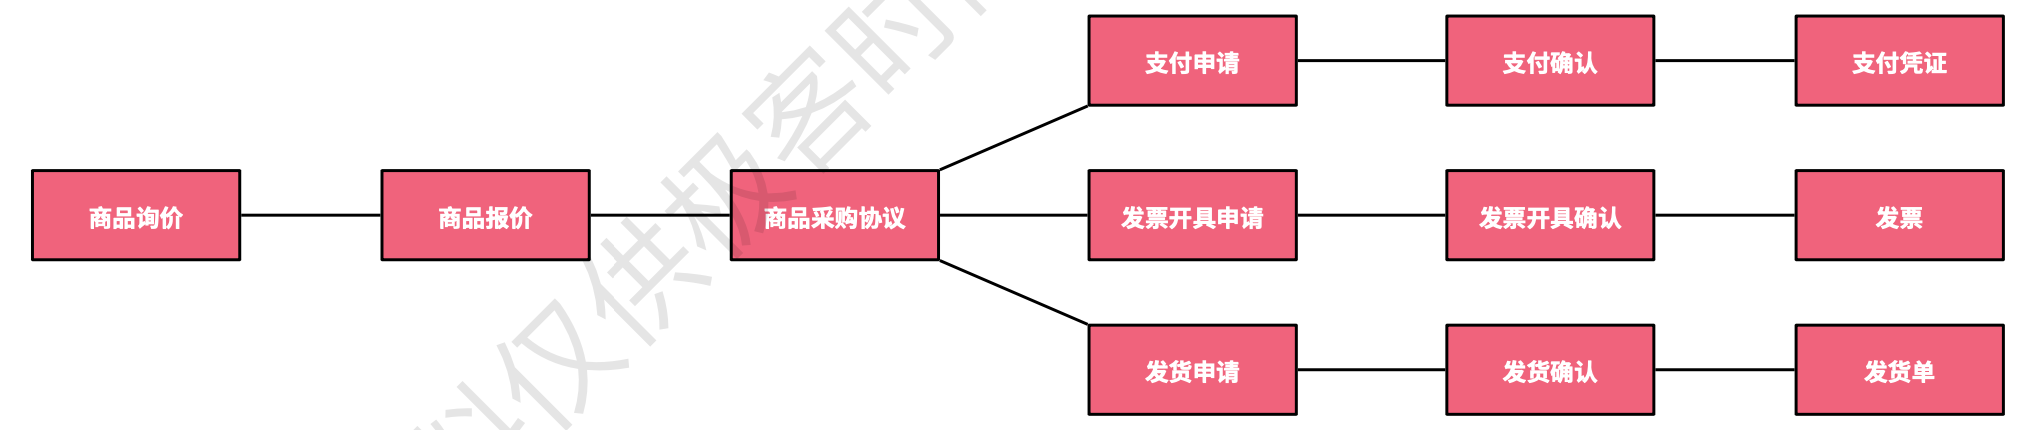 支付申请
支付确认
支付凭证
商品询价
商品报价
商品采购协议
发票开具申请
发票开具确认
发票
发货申请
发货确认
发货单
料仅供极客时